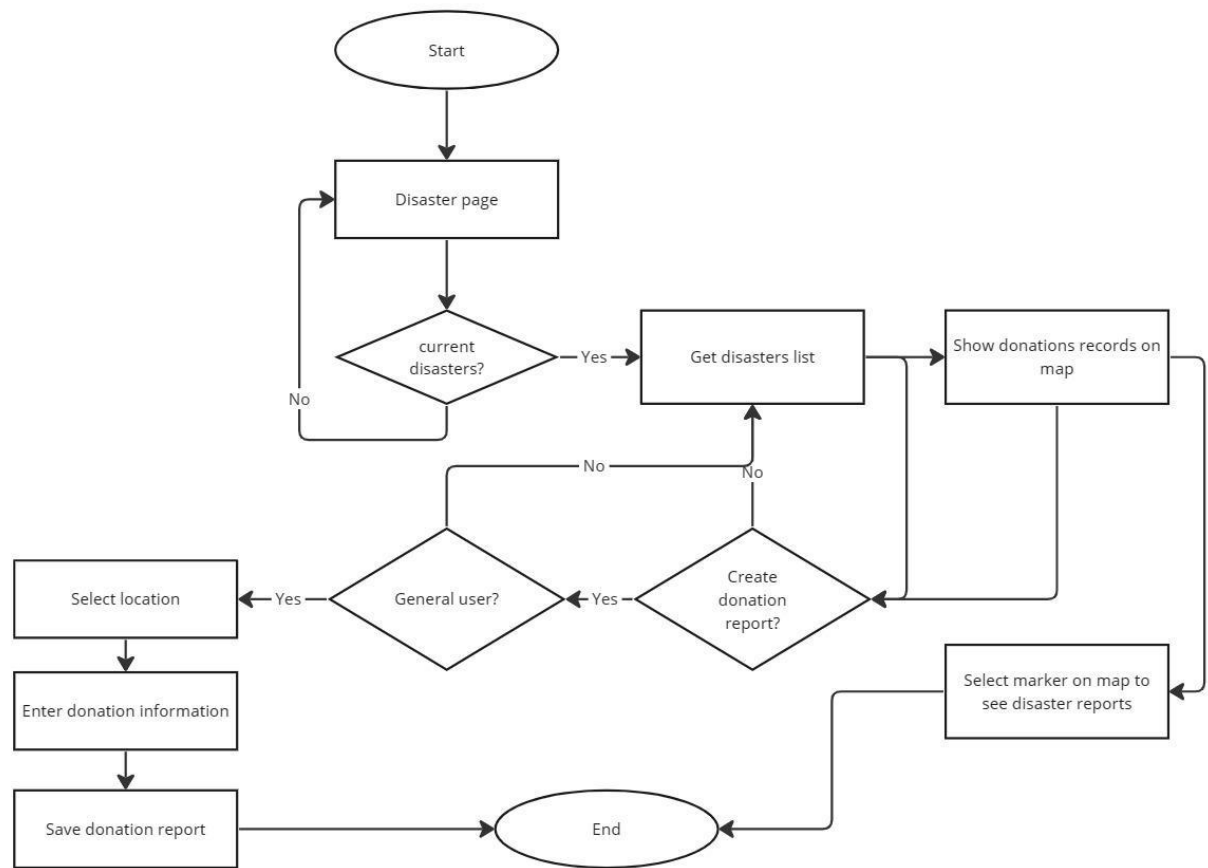 Start
Disaster page
current
disasters?
Yes
Get disasters list
Show donations records on
map
No
No
No
Select location
Yes
General user?
Yes
Create
donation
report?
Enter donation information
Select marker on map to
see disaster reports
Save donation report
End